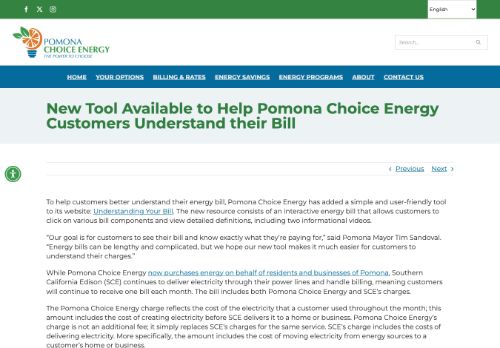 English
POMONA
CHOICE ENERGY
THE POWER TO CHOOSE
Search...
HOME YOUR OPTIONS BILLING & RATES ENERGY SAVINGS ENERGY PROGRAMS ABOUT CONTACT US
New Tool Available to Help Pomona Choice Energy
Customers Understand their Bill
Previous Next
To help customers better understand their energy bill, Pomona Choice Energy has added a simple and user-friendly tool
to its website: Understanding Your Bill. The new resource consists of an interactive energy bill that allows customers to
click on various bill components and view detailed definitions, including two informational videos.
“Our goal is for customers to see their bill and know exactly what they’re paying for,” said Pomona Mayor Tim Sandoval.
“Energy bills can be lengthy and complicated, but we hope our new tool makes it much easier for customers to
understand their charges.”
While Pomona Choice Energy now purchases energy on behalf of residents and businesses of Pomona, Southern
California Edison (SCE) continues to deliver electricity through their power lines and handle billing, meaning customers
will continue to receive one bill each month. The bill includes both Pomona Choice Energy and SCE’s charges.
The Pomona Choice Energy charge reflects the cost of the electricity that a customer used throughout the month; this
amount includes the cost of creating electricity before SCE delivers it to a home or business. Pomona Choice Energy’s
charge is not an additional fee; it simply replaces SCE’s charges for the same service. SCE’s charge includes the costs of
delivering electricity. More specifically, the amount includes the cost of moving electricity from energy sources to a
customer’s home or business.